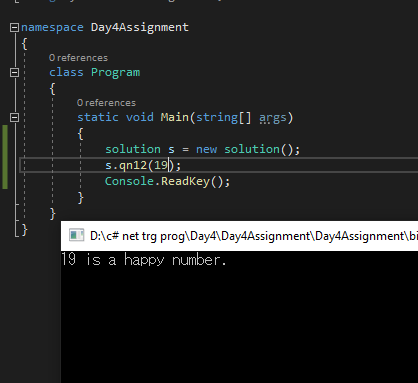 namespace Day4Assignment
{
0 references
class Program
{
0 references
static void Main(string[] args)
{
solution s = new solution();
s.qn12(19);
Console.ReadKey();
}
}
}
D:\c# net trg prog\Day4\Day4Assignment\Day4Assignment\bi
19 is a happy number.